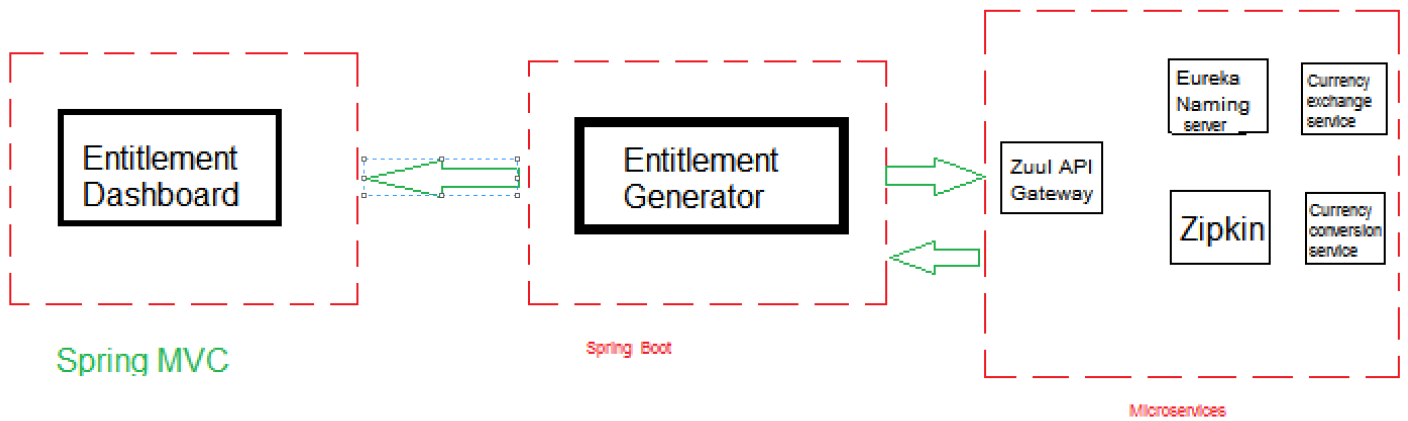 Entitlement
Dashboard
Spring MVC
Entitlement
Generator
Spring Boot
Zuul API
Gateway
Eureka
Naming
server
Currency
exchange
service
Zipkin
Currency
conversion
service
Microservices